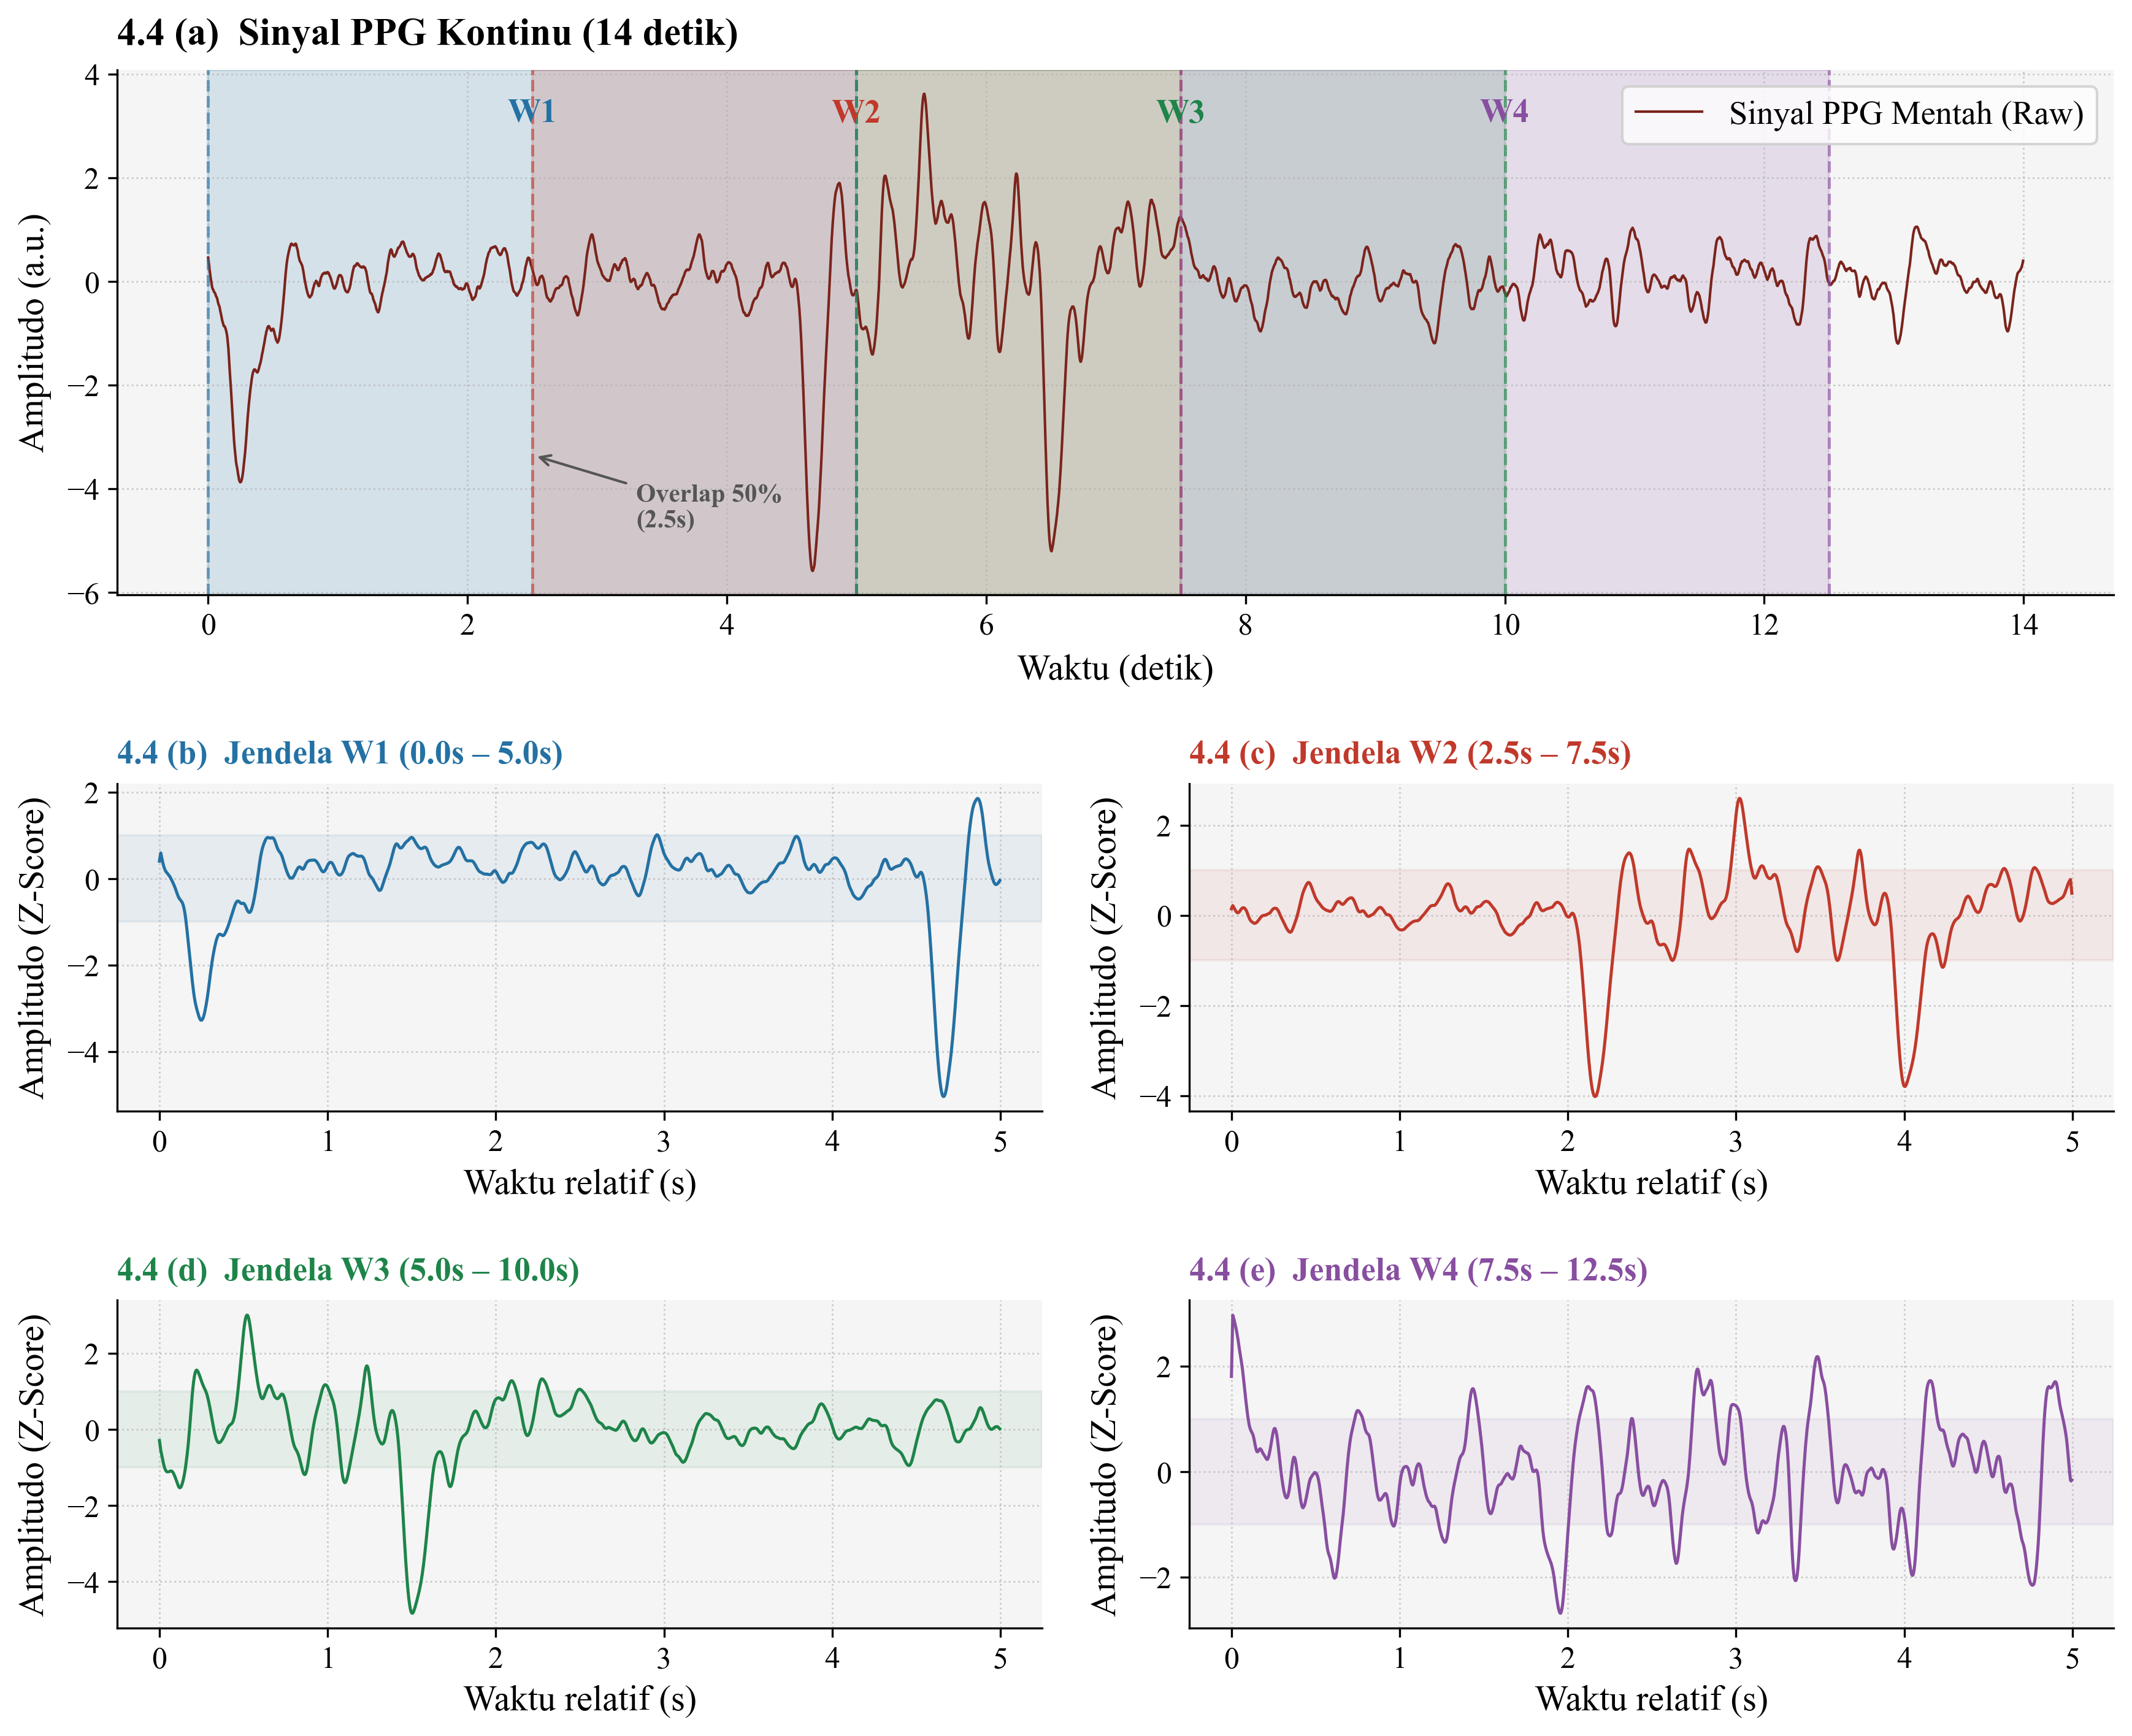 4.4 (a)  Sinyal PPG Kontinu (14 detik)
Amplitudo (a.u.)
4
2
0
−2
−4
−6
W1
W2
W3
W4
Sinyal PPG Mentah (Raw)
Overlap 50%
(2.5s)
0 2 4 6 8 10 12 14
Waktu (detik)
4.4 (b)  Jendela W1 (0.0s – 5.0s)
Amplitudo (Z-Score)
2
0
−2
−4
0 1 2 3 4 5
Waktu relatif (s)
4.4 (c)  Jendela W2 (2.5s – 7.5s)
Amplitudo (Z-Score)
2
0
−2
−4
0 1 2 3 4 5
Waktu relatif (s)
4.4 (d)  Jendela W3 (5.0s – 10.0s)
Amplitudo (Z-Score)
2
0
−2
−4
0 1 2 3 4 5
Waktu relatif (s)
4.4 (e)  Jendela W4 (7.5s – 12.5s)
Amplitudo (Z-Score)
2
0
−2
0 1 2 3 4 5
Waktu relatif (s)